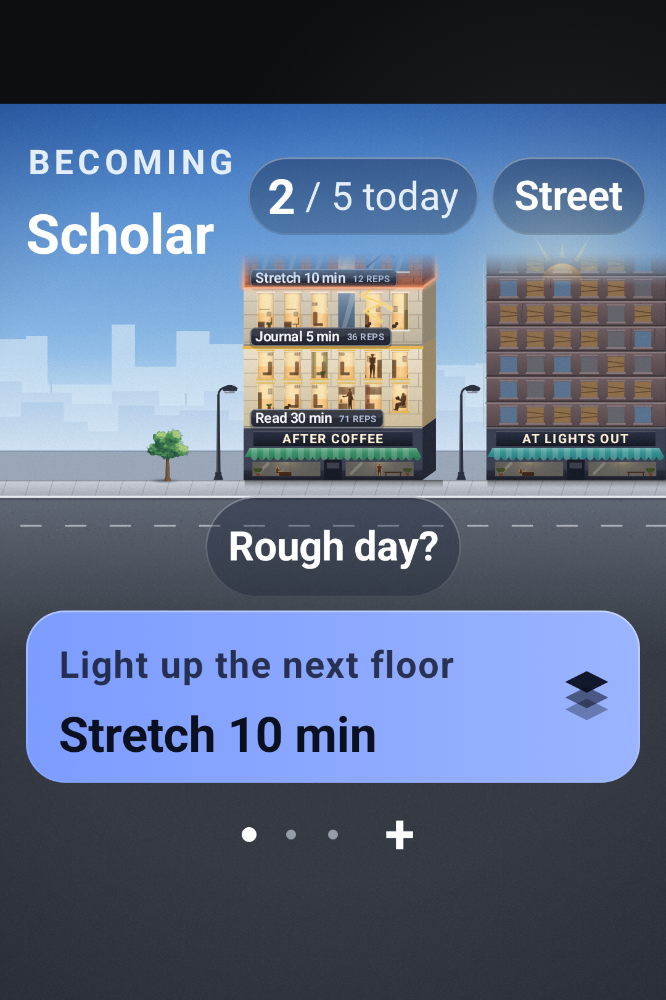 BECOMING
Scholar
2 / 5 today
Street
Stretch 10 min 12 REPS
Journal 5 min 36 REPS
Read 30 min 71 REPS
AFTER COFFEE
AT LIGHTS OUT
Rough day?
Light up the next floor
Stretch 10 min
+